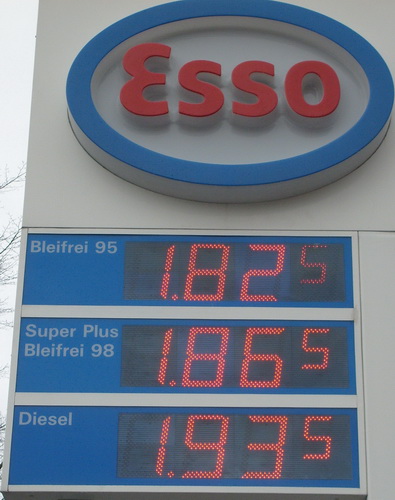 Esso
Bleifrei 95 1.82⁵
Super Plus
Bleifrei 98 1.86⁵
Diesel 1.93⁵